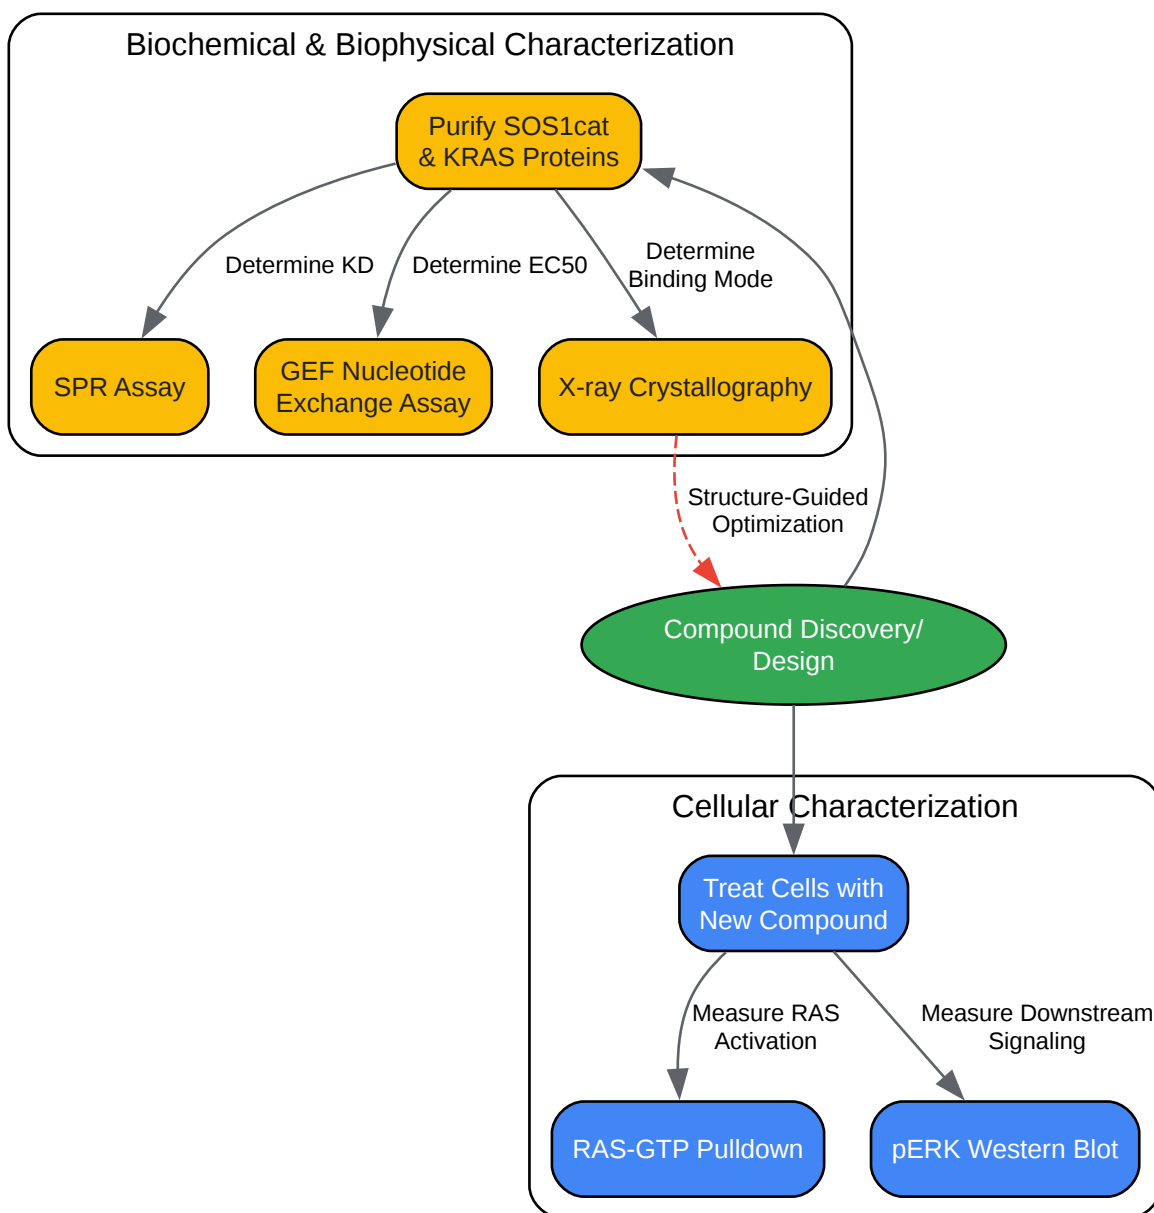 Biochemical & Biophysical Characterization
Purify SOS1cat
& KRAS Proteins
Determine KD
Determine EC50
Determine
Binding Mode
SPR Assay
GEF Nucleotide
Exchange Assay
X-ray Crystallography
Structure-Guided
Optimization
Compound Discovery/
Design
Cellular Characterization
Treat Cells with
New Compound
Measure RAS
Activation
Measure Downstream
Signaling
RAS-GTP Pulldown
pERK Western Blot